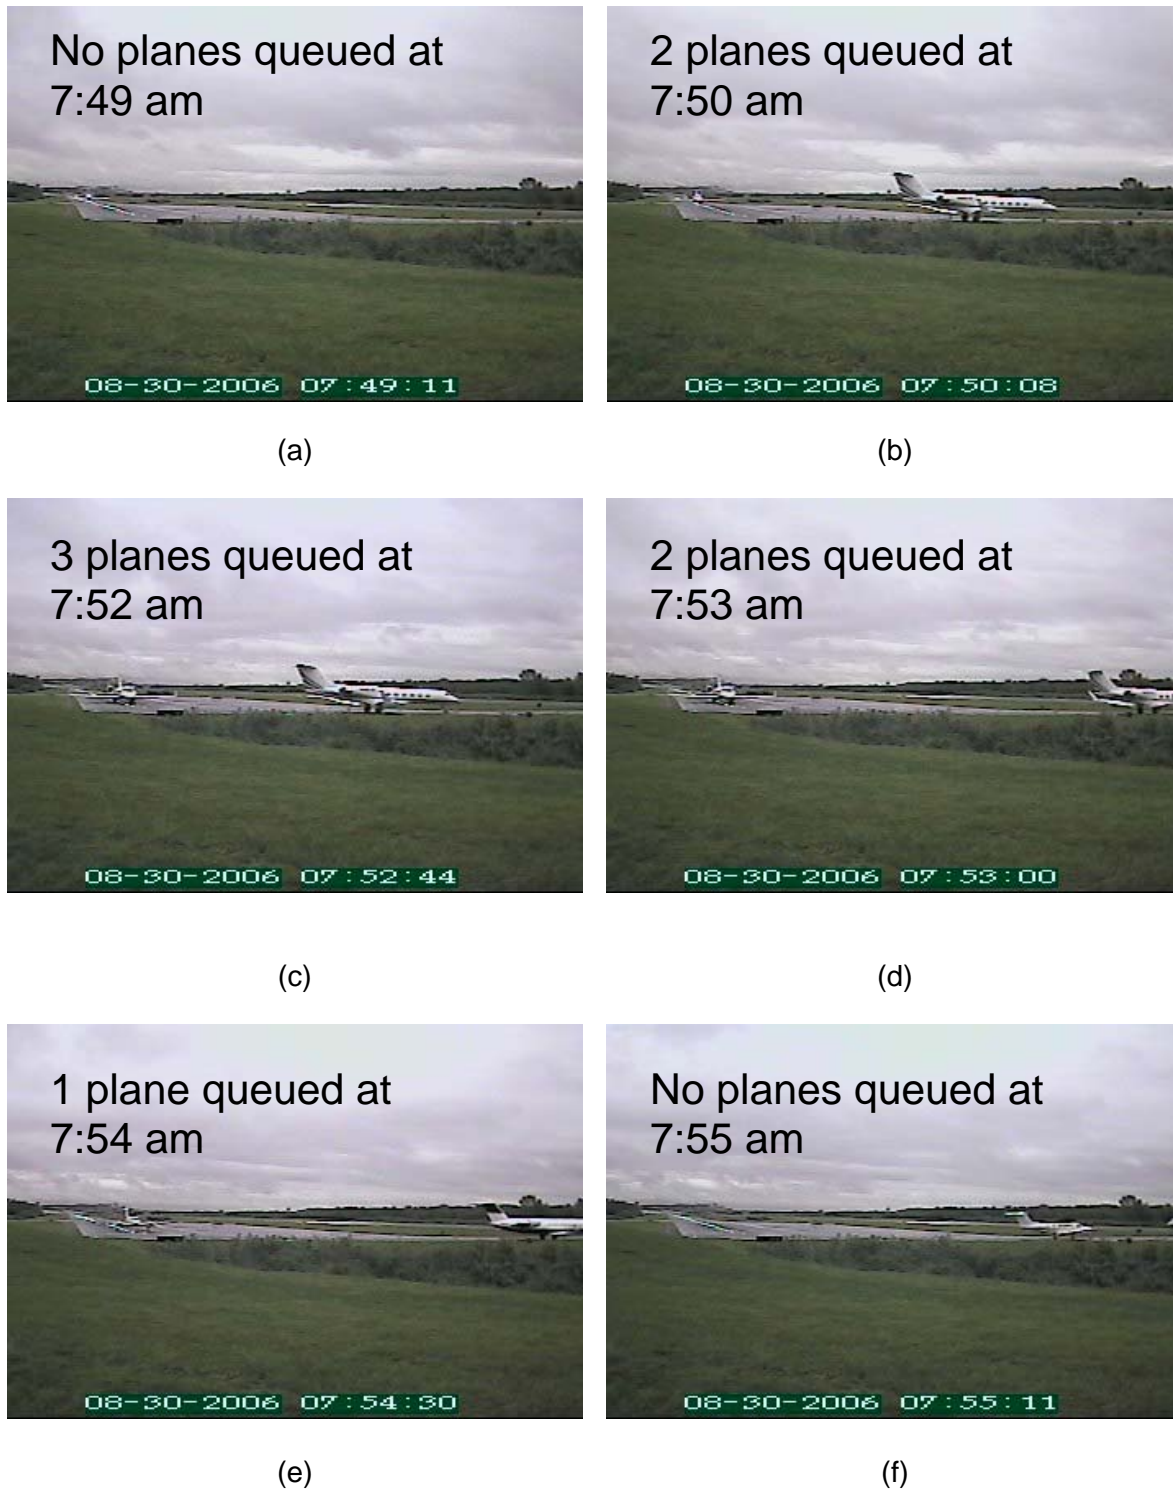 No planes queued at
7:49 am
08-30-2006 07:49:11
(a)
2 planes queued at
7:50 am
08-30-2006 07:50:08
(b)
3 planes queued at
7:52 am
08-30-2006 07:52:44
(c)
2 planes queued at
7:53 am
08-30-2006 07:53:00
(d)
1 plane queued at
7:54 am
08-30-2006 07:54:30
(e)
No planes queued at
7:55 am
08-30-2006 07:55:11
(f)